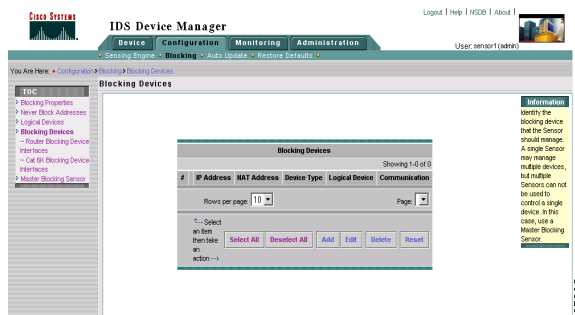 CISCO SYSTEMS
IDS Device Manager
Logout | Help | NSDB | About |
Device Configuration Monitoring Administration
User: sensor1 (admin)
Sensing Engine Blocking Auto Update Restore Defaults
You Are Here: Configuration > Blocking > Blocking Devices
TOC
Blocking Properties
Never Block Addresses
Logical Devices
Blocking Devices
Router Blocking Device
Interfaces
Cat 6K Blocking Device
Interfaces
Master Blocking Sensor
Blocking Devices
Blocking Devices
Showing 1-0 of 0
# IP Address NAT Address Device Type Logical Device Communication
Rows per page: 10 Page:
Select
an item
then take
an
action --->
Select All Deselect All Add Edit Delete Reset
Information
Identify the
blocking device
that the Sensor
should manage.
A single Sensor
may manage
multiple devices,
but multiple
Sensors can not
be used to
control a single
device. In this
case, use a
Master Blocking
Sensor.